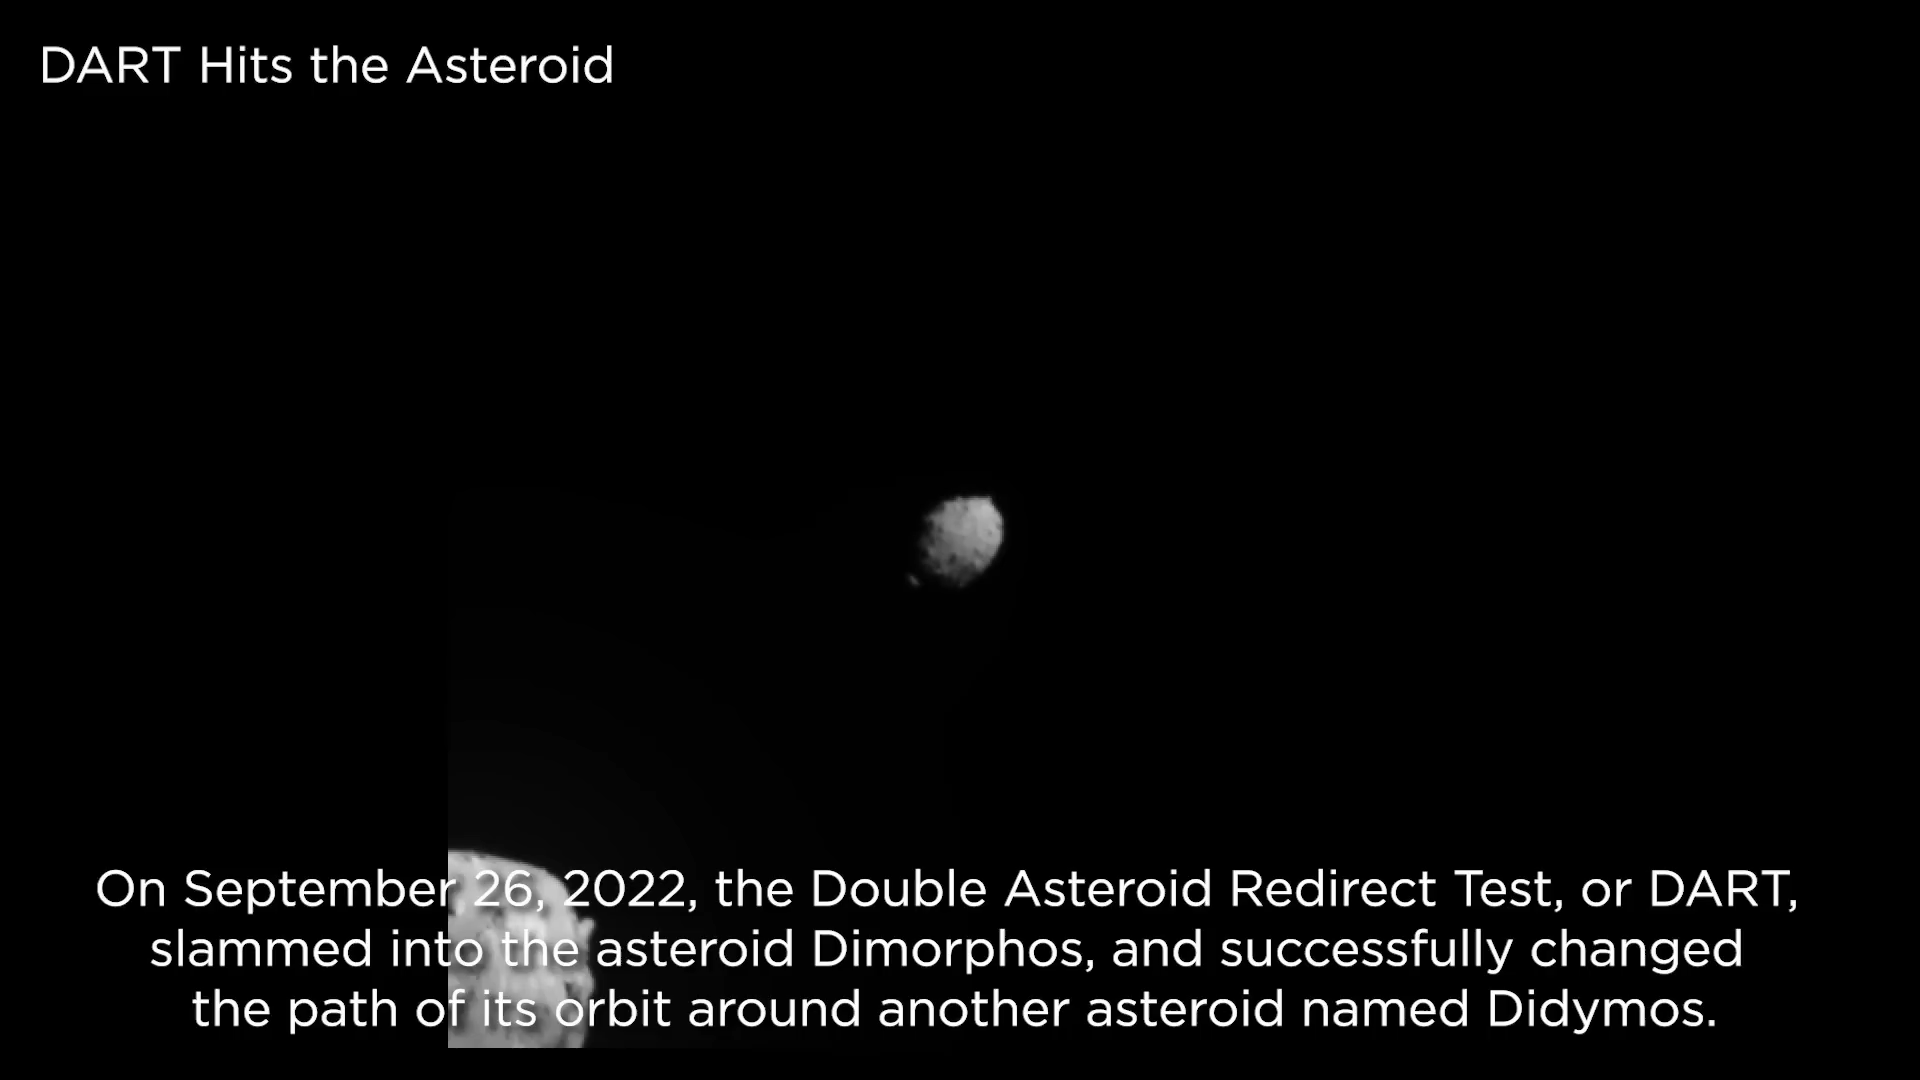 DART Hits the Asteroid
On September 26, 2022, the Double Asteroid Redirect Test, or DART,
slammed into the asteroid Dimorphos, and successfully changed
the path of its orbit around another asteroid named Didymos.